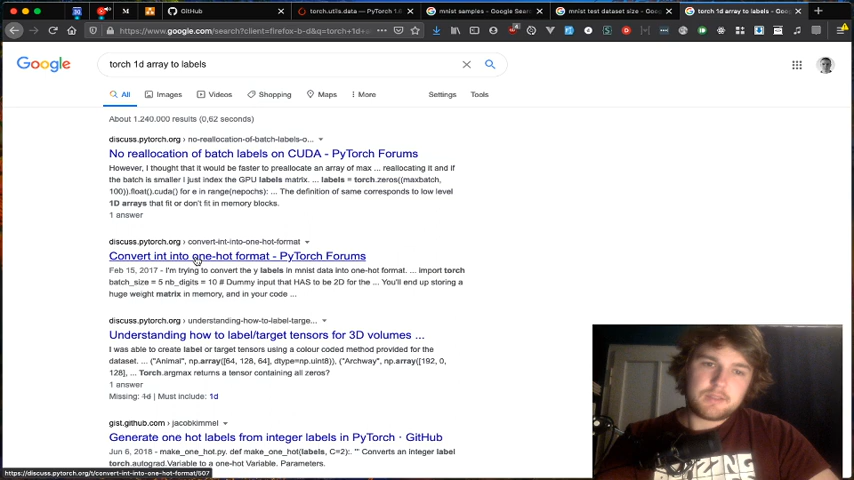 GitHub
torch.utils.data — PyTorch 1.
mnist samples - Google Sear
mnist test dataset size - Goo
torch 1d array to labels - Goo
https://www.google.com/search?client=firefox-b-d&q=torch+1d+
Google
torch 1d array to labels
All
Images
Videos
Shopping
Maps
More
Settings
Tools
About 1.240.000 results (0,62 seconds)
discuss.pytorch.org › no-reallocation-of-batch-labels-o...
No reallocation of batch labels on CUDA - PyTorch Forums
However, I thought that it would be faster to preallocate an array of max ... reallocating it and if
the batch is smaller I just index the GPU labels matrix. ... labels = torch.zeros((maxbatch,
100)).float().cuda() for e in range(nepochs): ... The definition of same corresponds to low level
1D arrays that fit or don't fit in memory blocks.
1 answer
discuss.pytorch.org › convert-int-into-one-hot-format
Convert int into one-hot format - PyTorch Forums
Feb 15, 2017 - I'm trying to convert the y labels in mnist data into one-hot format. ... import torch
batch_size = 5 nb_digits = 10 # Dummy input that HAS to be 2D for the ... You'll end up storing a
huge weight matrix in memory, and in your code ...
discuss.pytorch.org › understanding-how-to-label-targe...
Understanding how to label/target tensors for 3D volumes ...
I was able to create label or target tensors using a colour coded method provided for the
dataset. ... ("Animal", np.array([64, 128, 64], dtype=np.uint8)), ("Archway", np.array([192, 0,
128], ... Torch.argmax returns a tensor containing all zeros?
1 answer
Missing: 1d | Must include: 1d
gist.github.com › jacobkimmel
Generate one hot labels from integer labels in PyTorch · GitHub
Jun 6, 2018 - make_one_hot.py. def make_one_hot(labels, C=2): ''' Converts an integer label
torch.autograd.Variable to a one-hot Variable. Parameters.
https://discuss.pytorch.org/t/convert-int-into-one-hot-format/507